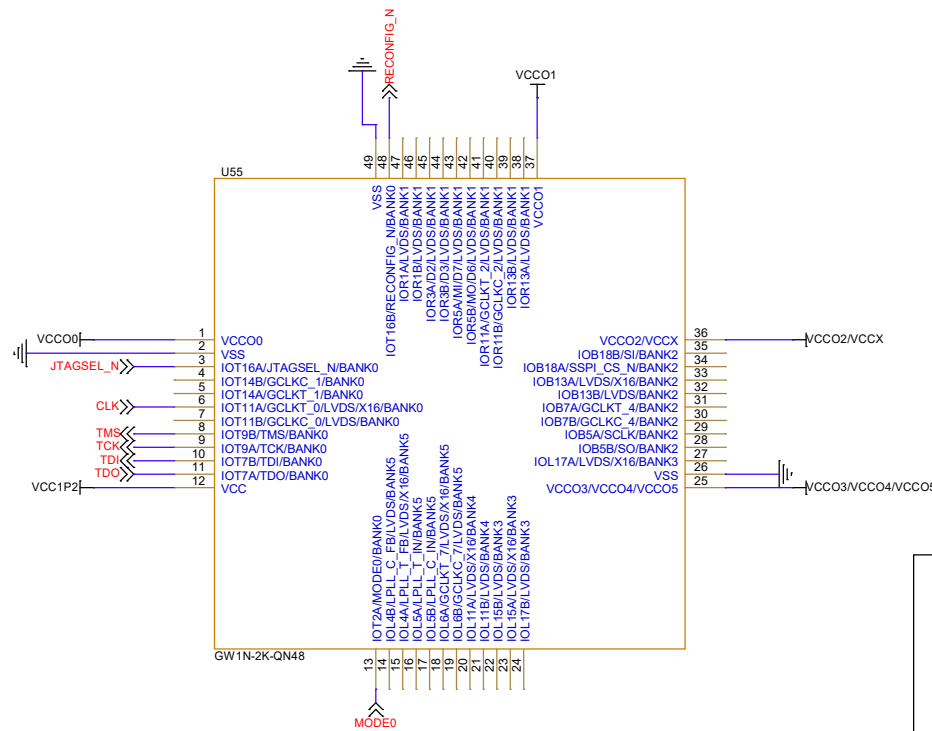 RECONFIG_N
VCCO1
49
48
47
46
45
44
43
42
41
40
39
38
37
U55
VSS
IOT16B/RECONFIG_N/BANK0
IOR1A/LVDS/BANK1
IOR1B/LVDS/BANK1
IOR3A/D2/LVDS/BANK1
IOR3B/D3/LVDS/BANK1
IOR5A/MI/D7/LVDS/BANK1
IOR5B/MO/D6/LVDS/BANK1
IOR11A/GCLKT_2/LVDS/BANK1
IOR11B/GCLKC_2/LVDS/BANK1
IOR13B/LVDS/BANK1
IOR13A/LVDS/BANK1
VCCO1
VCCO0 1 VCCO0
2 VSS
JTAGSEL_N 3 IOT16A/JTAGSEL_N/BANK0
4 IOT14B/GCLKC_1/BANK0
5 IOT14A/GCLKT_1/BANK0
CLK 6 IOT11A/GCLKT_0/LVDS/X16/BANK0
7 IOT11B/GCLKC_0/LVDS/BANK0
TMS 8 IOT9B/TMS/BANK0
TCK 9 IOT9A/TCK/BANK0
TDI 10 IOT7B/TDI/BANK0
TDO 11 IOT7A/TDO/BANK0
VCC1P2 12 VCC
VCCO2/VCCX 36 VCCO2/VCCX
IOB18B/SI/BANK2 35
IOB18A/SSPI_CS_N/BANK2 34
IOB13A/LVDS/X16/BANK2 33
IOB13B/LVDS/BANK2 32
IOB7A/GCLKT_4/BANK2 31
IOB7B/GCLKC_4/BANK2 30
IOB5A/SCLK/BANK2 29
IOB5B/SO/BANK2 28
IOL17A/LVDS/X16/BANK3 27
VSS 26
VCCO3/VCCO4/VCCO5 25 VCCO3/VCCO4/VCCO5
IOT2A/MODE0/BANK0
IOL4B/LPLL_C_FB/LVDS/BANK5
IOL4A/LPLL_T_FB/LVDS/X16/BANK5
IOL5A/LPLL_T_IN/BANK5
IOL5B/LPLL_C_IN/BANK5
IOL6A/GCLKT_7/LVDS/X16/BANK5
IOL6B/GCLKC_7/LVDS/BANK5
IOL11A/LVDS/X16/BANK4
IOL11B/LVDS/BANK4
IOL15B/LVDS/BANK3
IOL15A/LVDS/X16/BANK3
IOL17B/LVDS/BANK3
GW1N-2K-QN48
13
14
15
16
17
18
19
20
21
22
23
24
MODE0